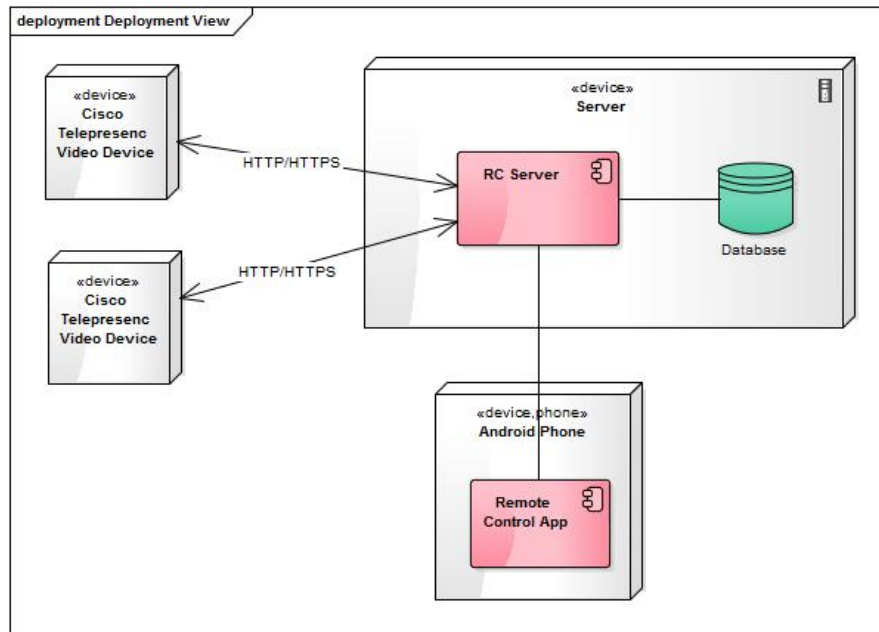 deployment Deployment View
«device»
Cisco
Telepresenc
Video Device
HTTP/HTTPS
«device»
Server
RC Server
Database
«device»
Cisco
Telepresenc
Video Device
HTTP/HTTPS
«device,phone»
Android Phone
Remote
Control App